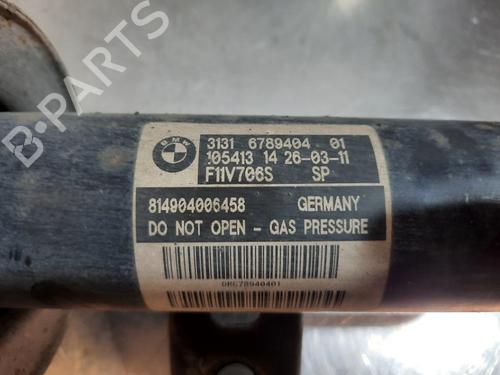 BMW
3131 6789404 01
105413 14 26-03-11
F11V706S SP
814904006458 GERMANY
DO NOT OPEN - GAS PRESSURE
B-PARTS